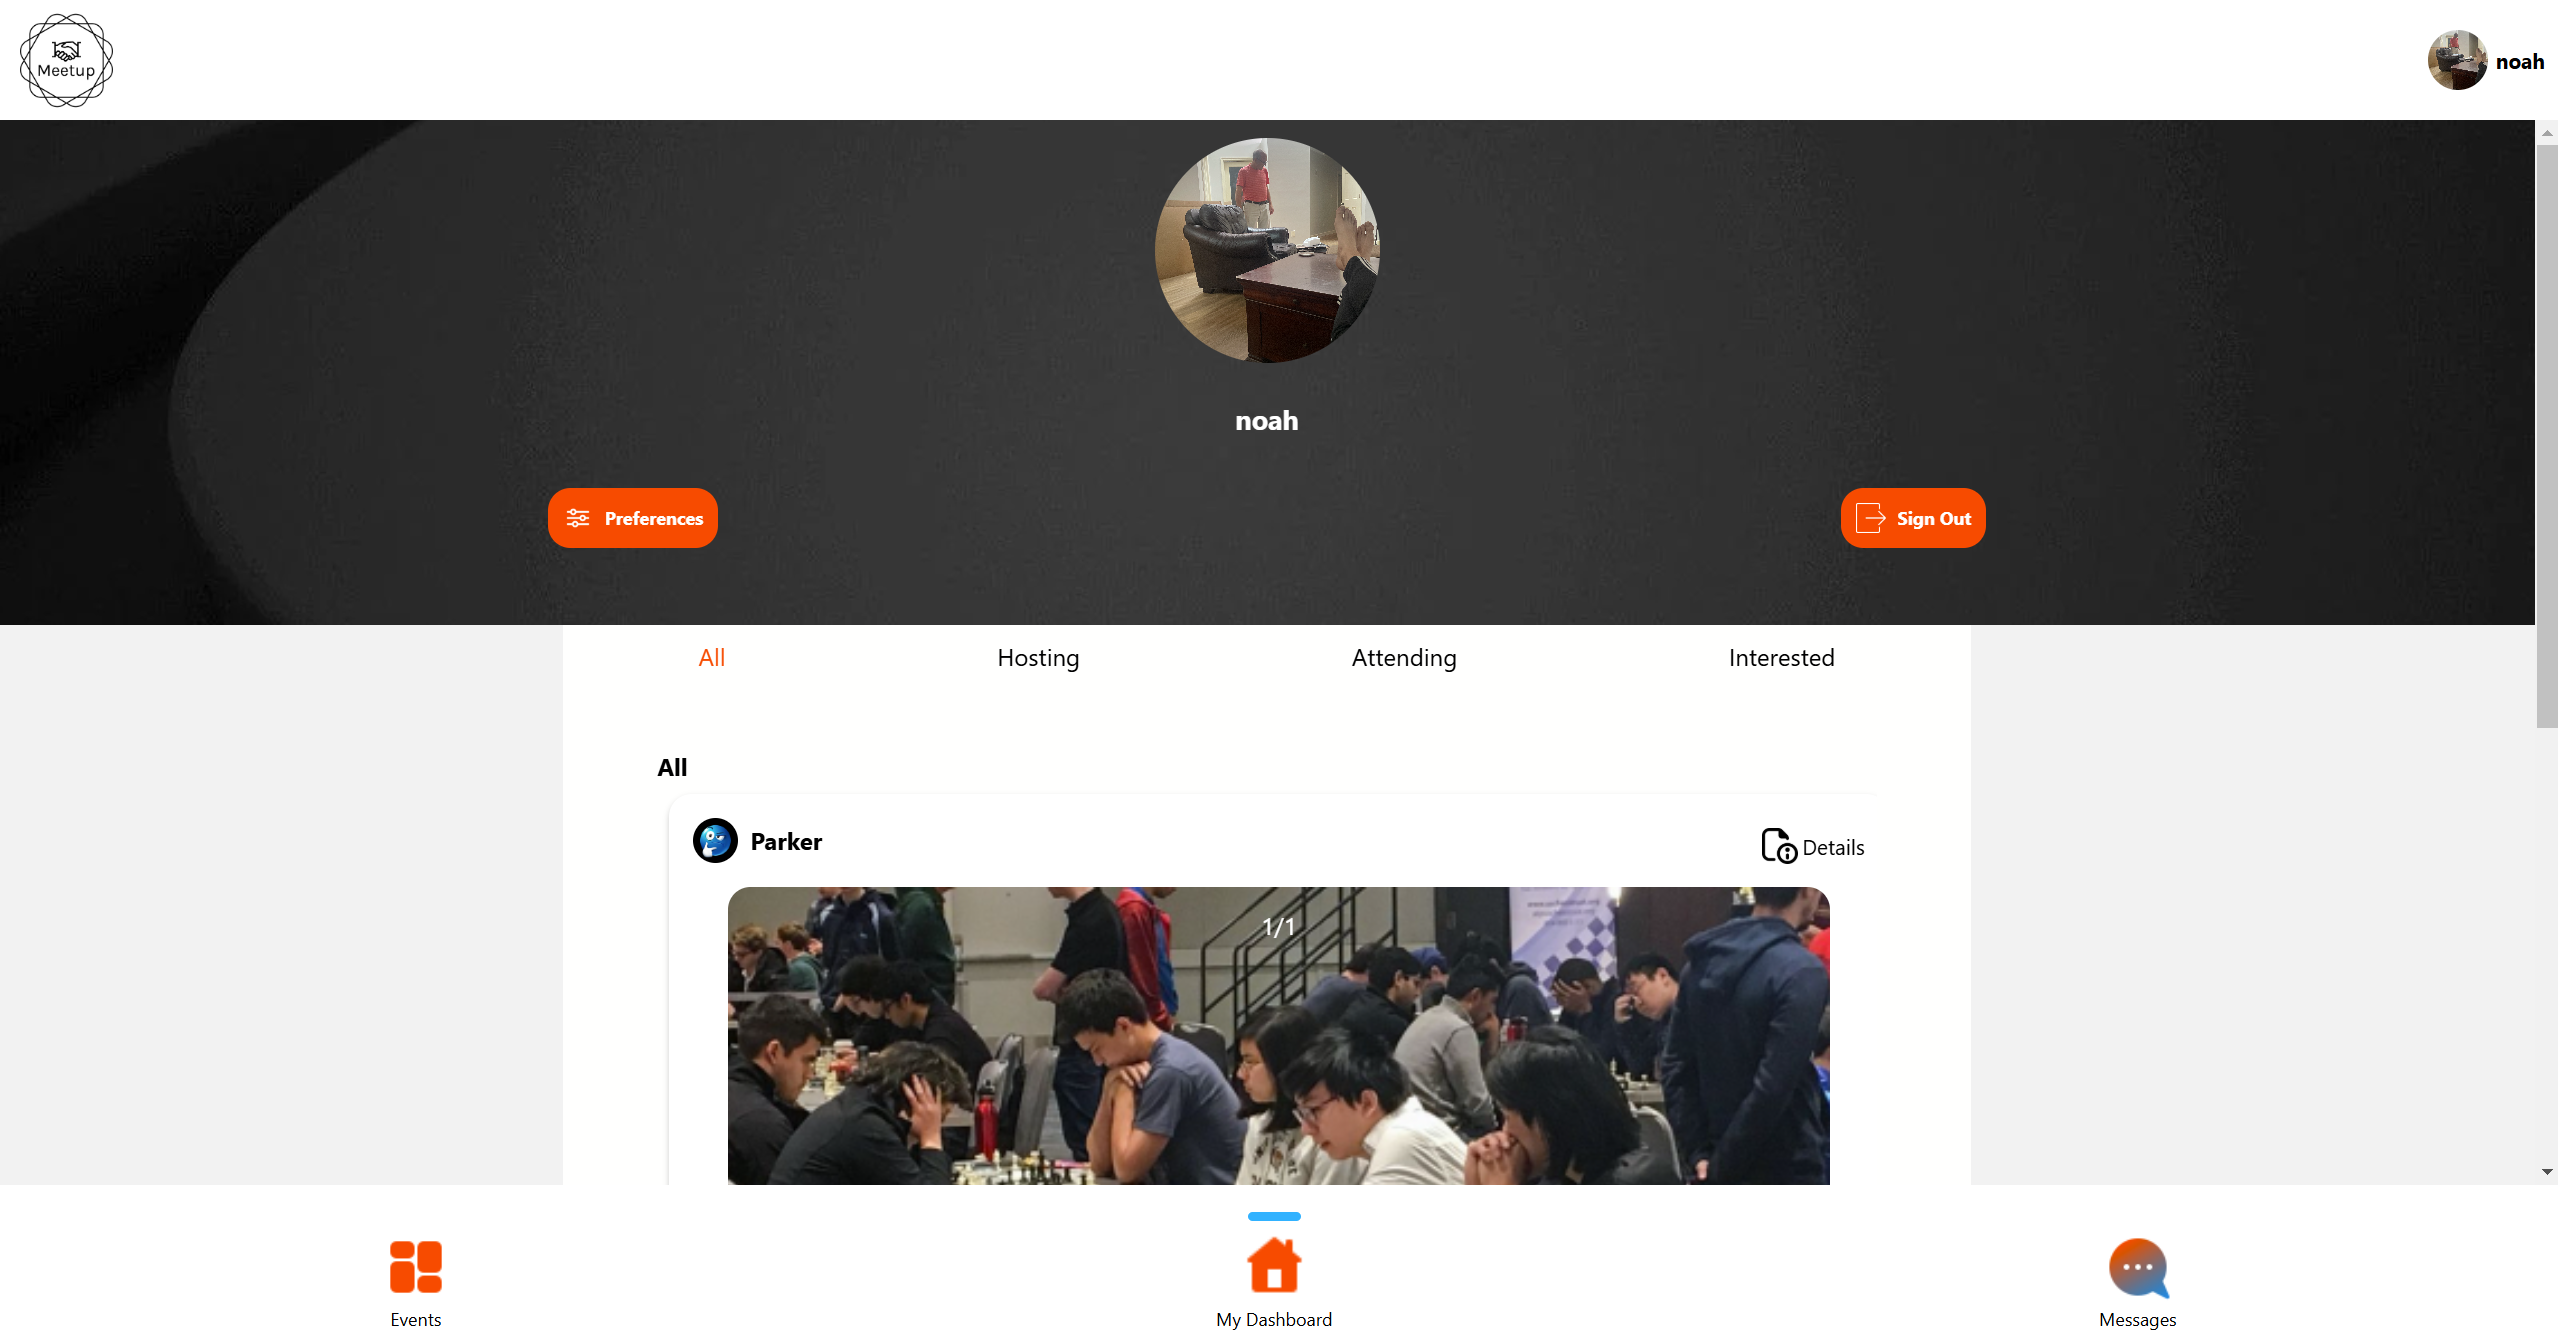 Meetup
noah
noah
Preferences
Sign Out
All
Hosting
Attending
Interested
All
Parker
Details
1/1
Events
My Dashboard
Messages